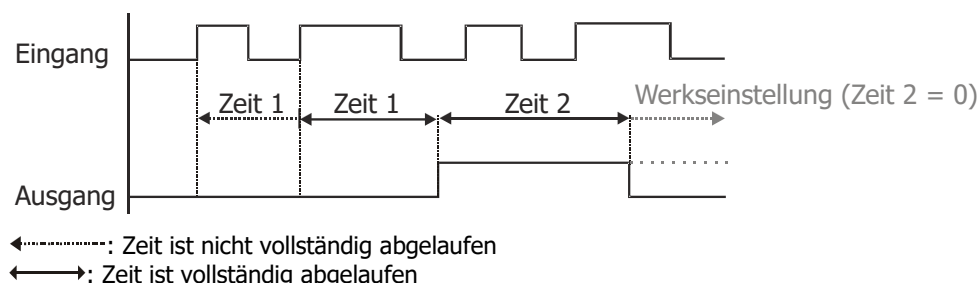 Eingang
Zeit 1 Zeit 1 Zeit 2 Werkseinstellung (Zeit 2 = 0)
Ausgang
: Zeit ist nicht vollständig abgelaufen
: Zeit ist vollständig abgelaufen